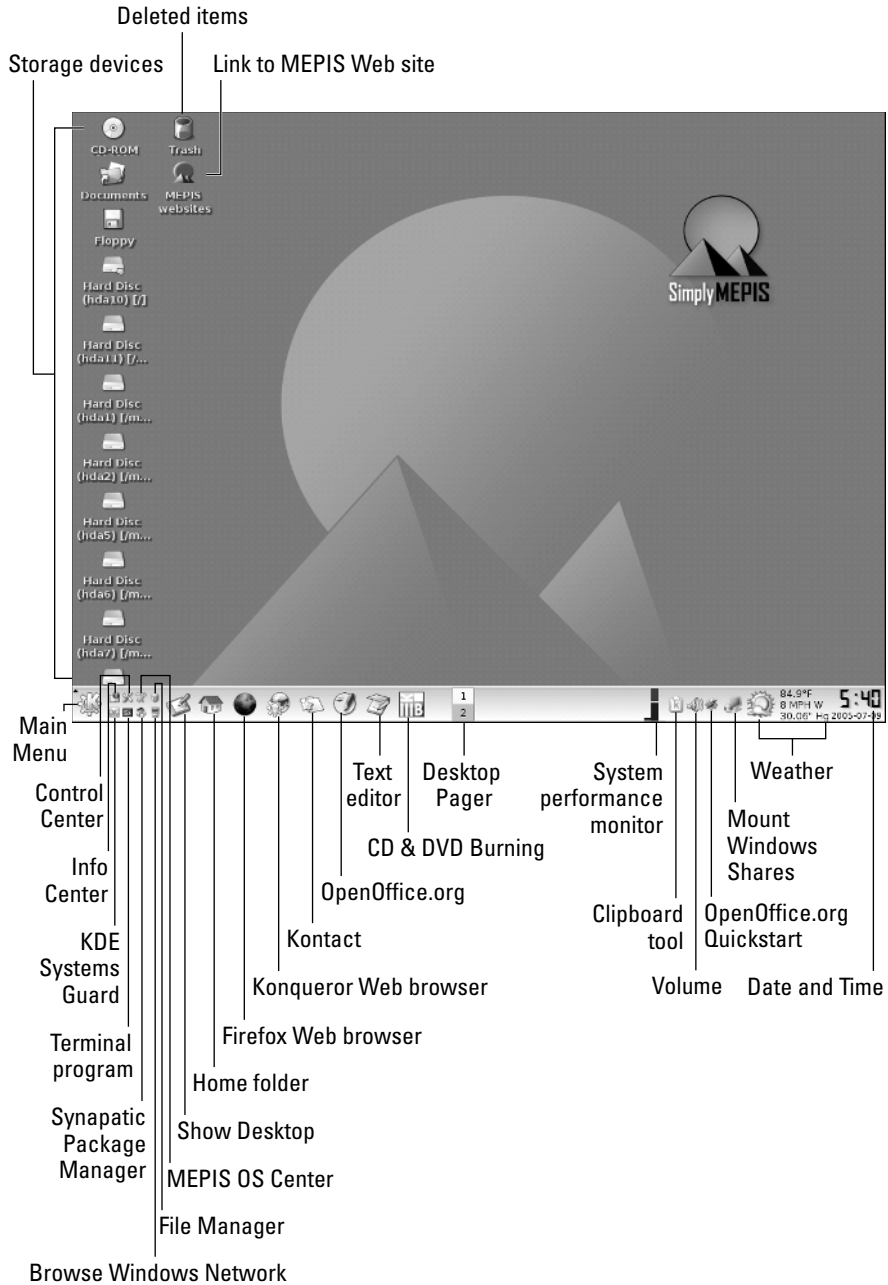 Deleted items
Storage devices
Link to MEPIS Web site
CD-ROM
Trash
Documents
MEPIS
websites
Floppy
Hard Disc
(hda10) [/]
Hard Disc
(hda11) [/...
Hard Disc
(hda1) [/m...
Hard Disc
(hda2) [/m...
Hard Disc
(hda5) [/m...
Hard Disc
(hda6) [/m...
Hard Disc
(hda7) [/m...
SimplyMEPIS
1
2
84.9°F
8 MPH W
30.06" Hg
5:40
2005-07-09
Main
Menu
Control
Center
Info
Center
KDE
Systems
Guard
Terminal
program
Synapatic
Package
Manager
Browse Windows Network
File Manager
MEPIS OS Center
Show Desktop
Home folder
Firefox Web browser
Konqueror Web browser
Kontact
OpenOffice.org
Text
editor
CD & DVD Burning
Desktop
Pager
System
performance
monitor
Clipboard
tool
Volume
OpenOffice.org
Quickstart
Mount
Windows
Shares
Weather
Date and Time